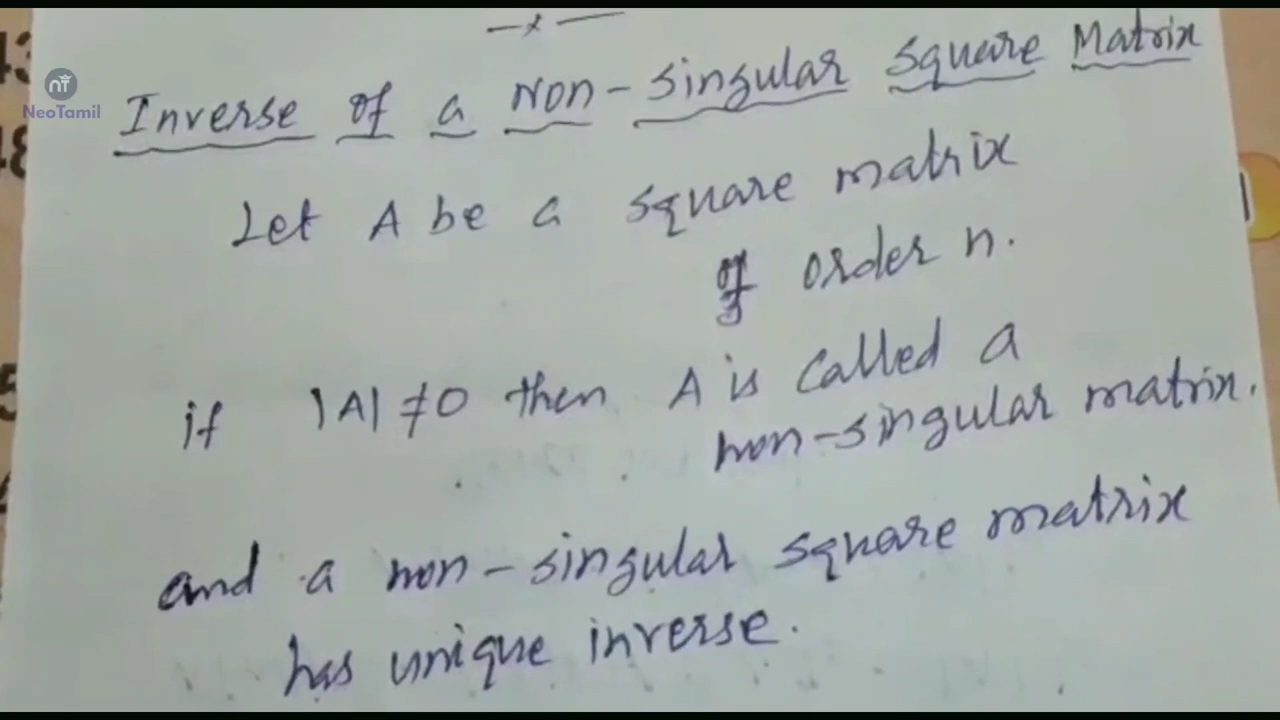 —x—
NeoTamil
Inverse of a Non-singular square Matrix
Let A be a square matrix
of order n.
if |A| ≠ 0 then A is called a
non-singular matrix.
and a non-singular square matrix
has unique inverse.